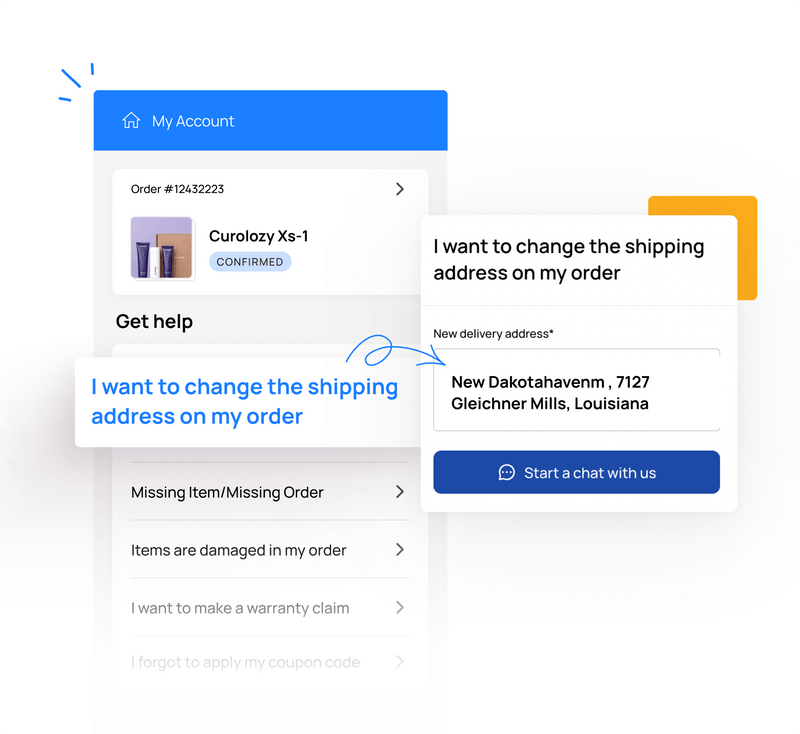 My Account
Order #12432223
Curolozy Xs-1
CONFIRMED
Get help
I want to change the shipping
address on my order
Missing Item/Missing Order
Items are damaged in my order
I want to make a warranty claim
I forgot to apply my coupon code
I want to change the shipping
address on my order
New delivery address*
New Dakotahavenm , 7127
Gleichner Mills, Louisiana
Start a chat with us